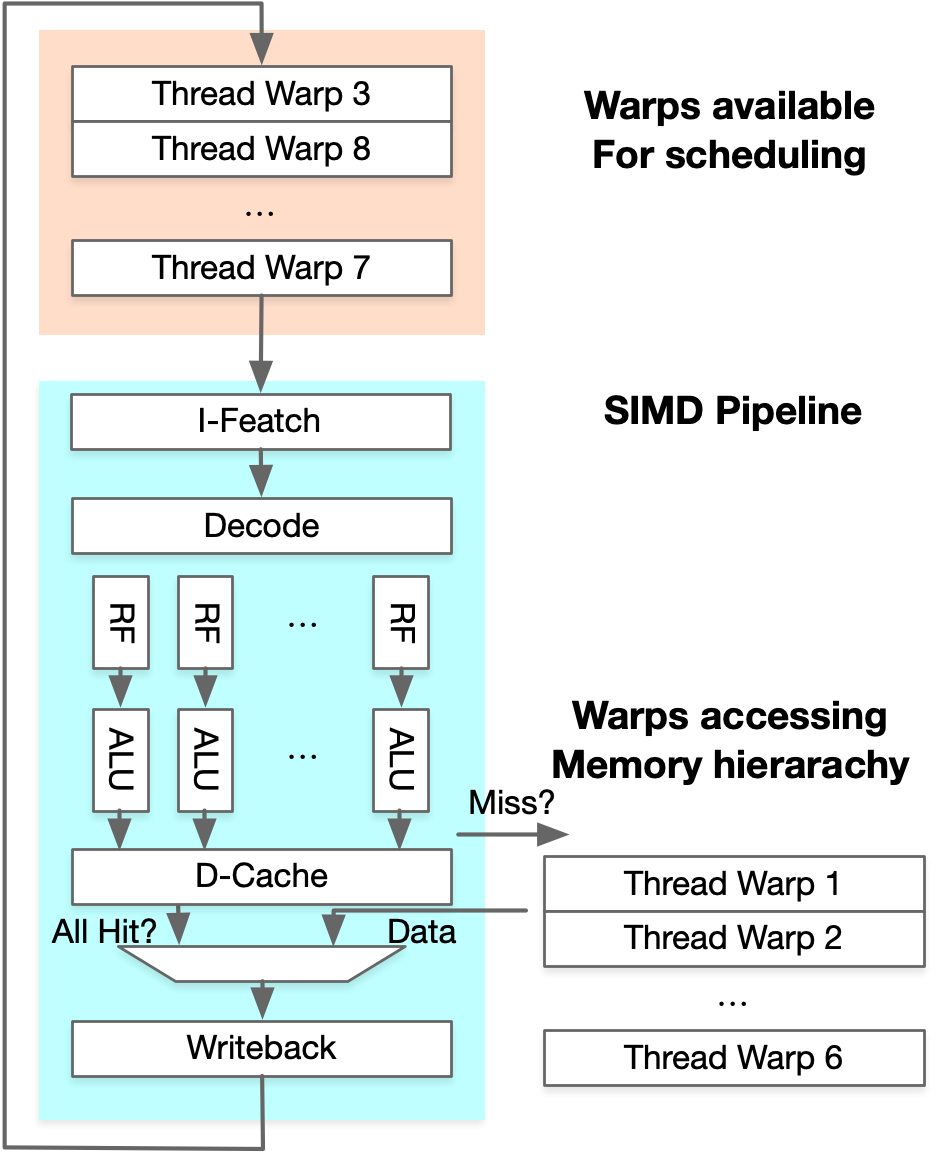 Thread Warp 3
Warps available
For scheduling
Thread Warp 8
...
Thread Warp 7
I-Featch
SIMD Pipeline
Decode
RF RF ... RF
ALU ALU ... ALU
Warps accessing
Memory hierarachy
Miss?
D-Cache
Thread Warp 1
All Hit? Data
Thread Warp 2
...
Writeback
Thread Warp 6